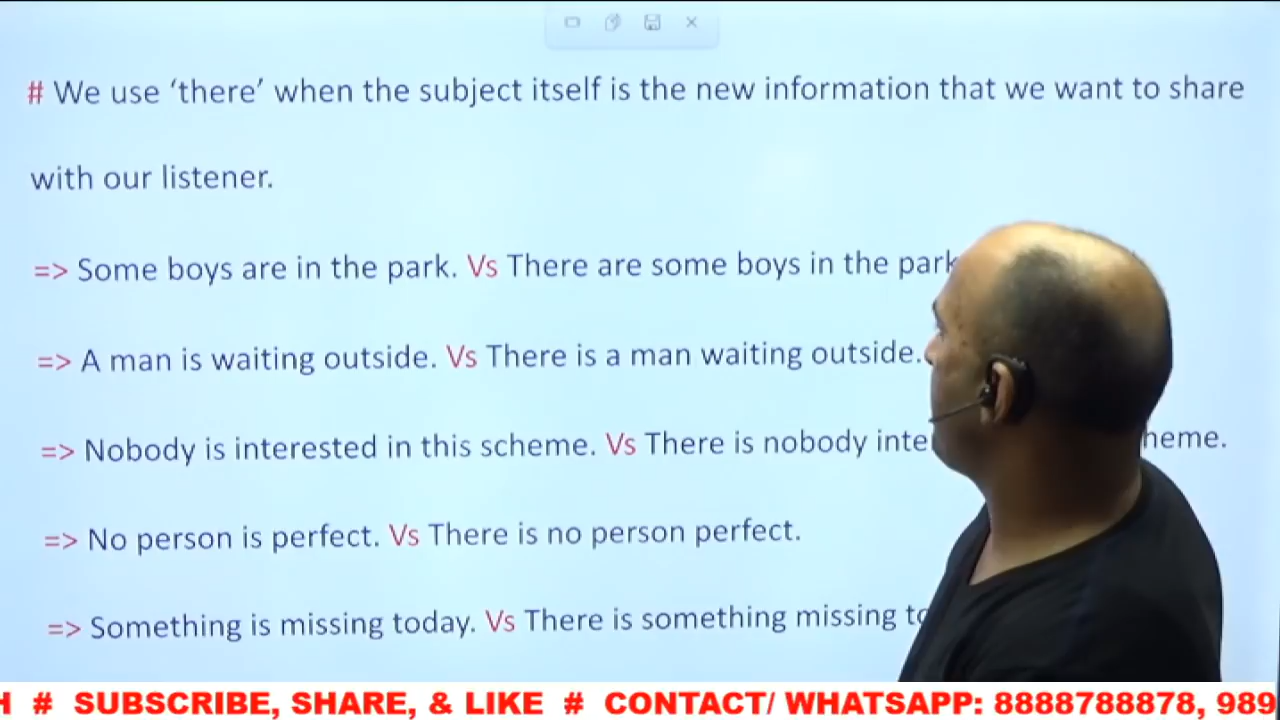 # We use ‘there’ when the subject itself is the new information that we want to share
with our listener.
=> Some boys are in the park. Vs There are some boys in the park
=> A man is waiting outside. Vs There is a man waiting outside.
=> Nobody is interested in this scheme. Vs There is nobody inte heme.
=> No person is perfect. Vs There is no person perfect.
=> Something is missing today. Vs There is something missing
# SUBSCRIBE, SHARE, & LIKE # CONTACT/ WHATSAPP: 8888788878, 989